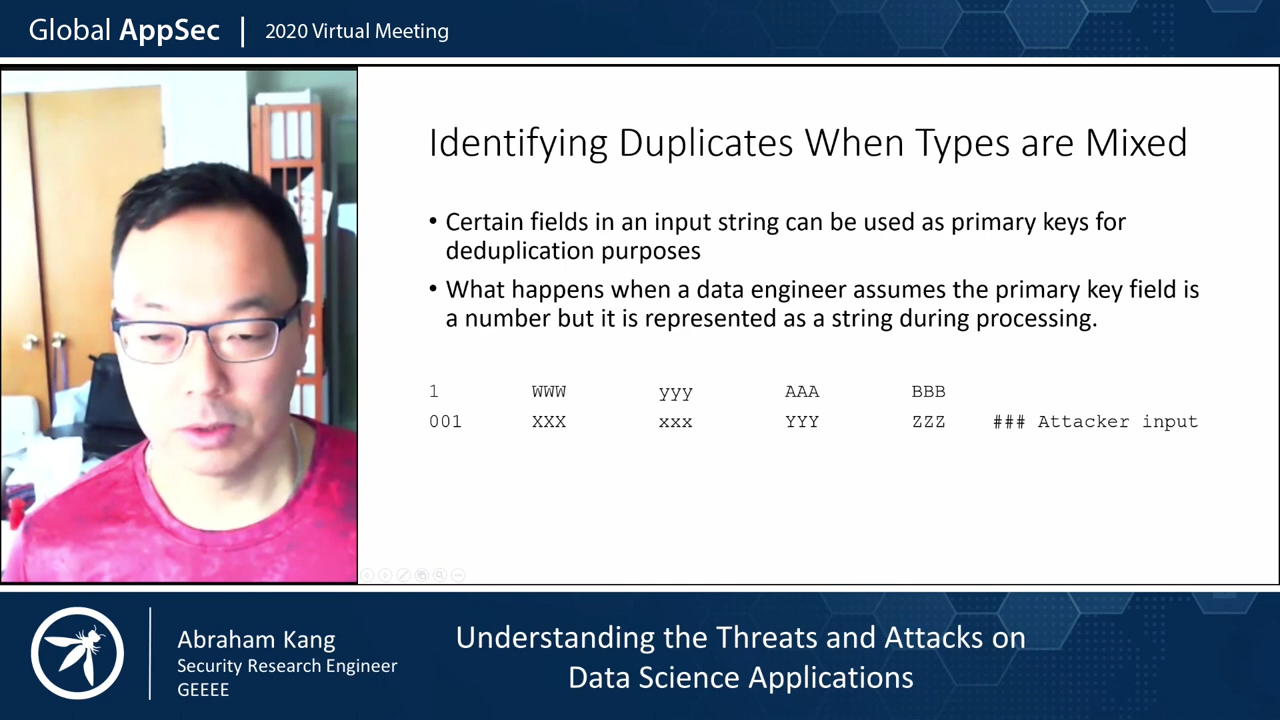 Global AppSec | 2020 Virtual Meeting
Identifying Duplicates When Types are Mixed
• Certain fields in an input string can be used as primary keys for
deduplication purposes
• What happens when a data engineer assumes the primary key field is
a number but it is represented as a string during processing.
1 WWW yyy AAA BBB
001 XXX xxx YYY ZZZ ### Attacker input
Abraham Kang
Security Research Engineer
GEEEE
Understanding the Threats and Attacks on
Data Science Applications